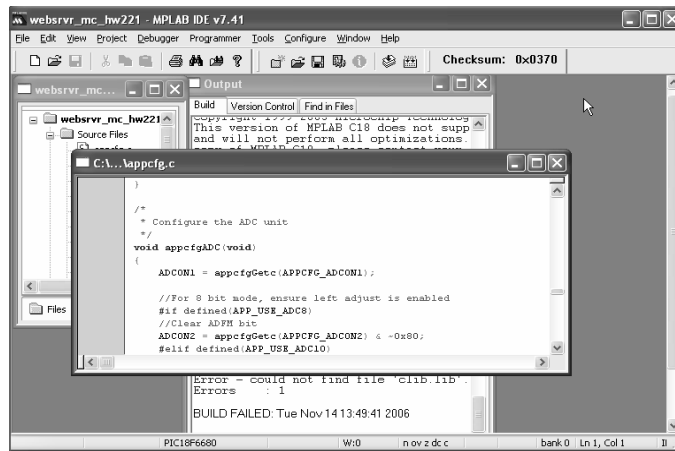 websrvr_mc_hw221 - MPLAB IDE v7.41
File Edit View Project Debugger Programmer Tools Configure Window Help
Checksum: 0x0370
websrvr_mc...
Output
Build Version Control Find in Files
websrvr_mc_hw221
Source Files
This version of MPLAB C18 does not supp
and will not perform all optimizations.
C:\...\appcfg.c
}
/*
* Configure the ADC unit
*/
void appcfgADC(void)
{
ADCON1 = appcfgGetc(APPCFG_ADCON1);
//For 8 bit mode, ensure left adjust is enabled
#if defined(APP_USE_ADC8)
//Clear ADFM bit
ADCON2 = appcfgGetc(APPCFG_ADCON2) & ~0x80;
#elif defined(APP_USE_ADC10)
Files
Error - could not find file 'clib.lib'.
Errors : 1
BUILD FAILED: Tue Nov 14 13:49:41 2006
PIC18F6680 W:0 n ov z dc c bank 0 Ln 1, Col 1